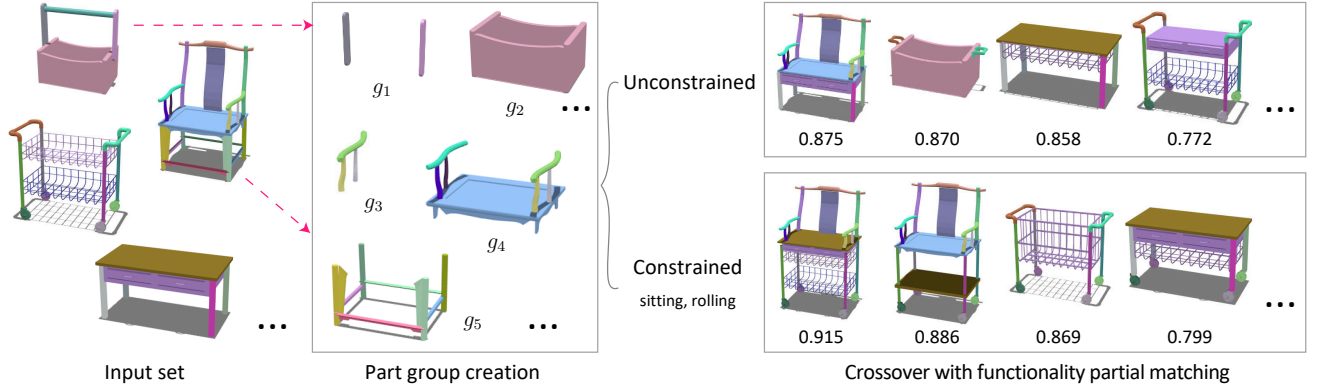 g1
g2
...
g3
g4
g5
...
...
Input set
Part group creation
Unconstrained
Constrained
sitting, rolling
0.875 0.870 0.858 0.772
...
0.915 0.886 0.869 0.799
...
Crossover with functionality partial matching